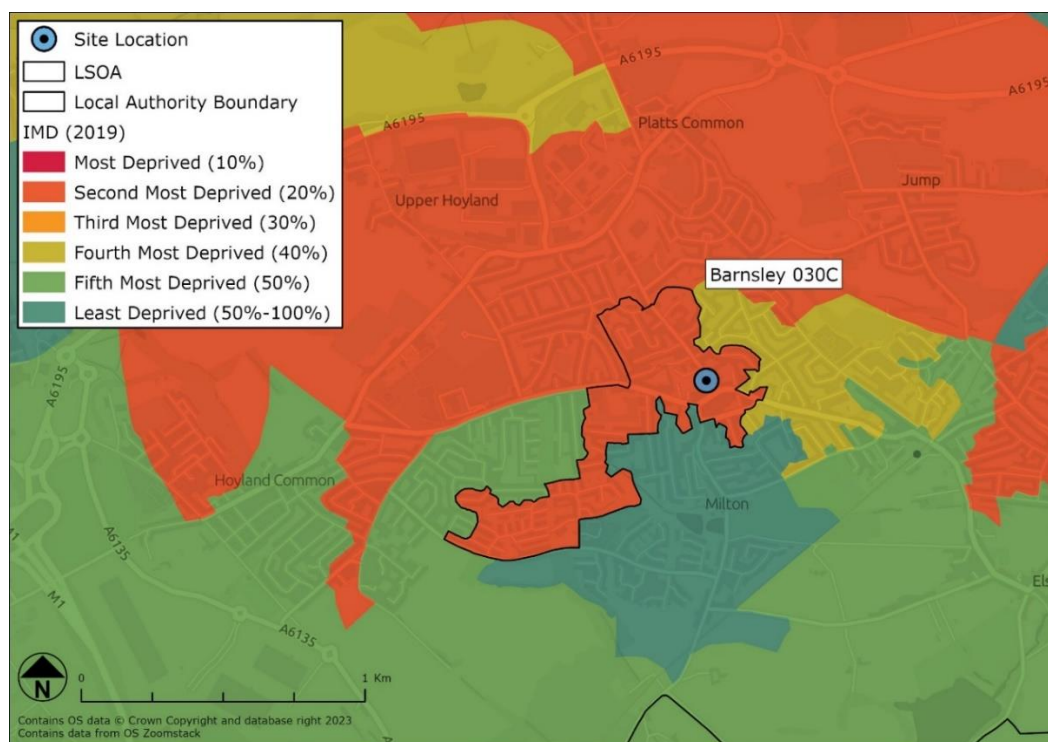 Site Location
LSOA
Local Authority Boundary
IMD (2019)
Most Deprived (10%)
Second Most Deprived (20%)
Third Most Deprived (30%)
Fourth Most Deprived (40%)
Fifth Most Deprived (50%)
Least Deprived (50%-100%)
A6195
A6195
A6195
Platts Common
Upper Hoyland
Jump
Barnsley 030C
A6195
Hoyland Common
Milton
M1
A6135
Els
M1
A6135
N
0
1 Km
Contains OS data © Crown Copyright and database right 2023
Contains data from OS Zoomstack